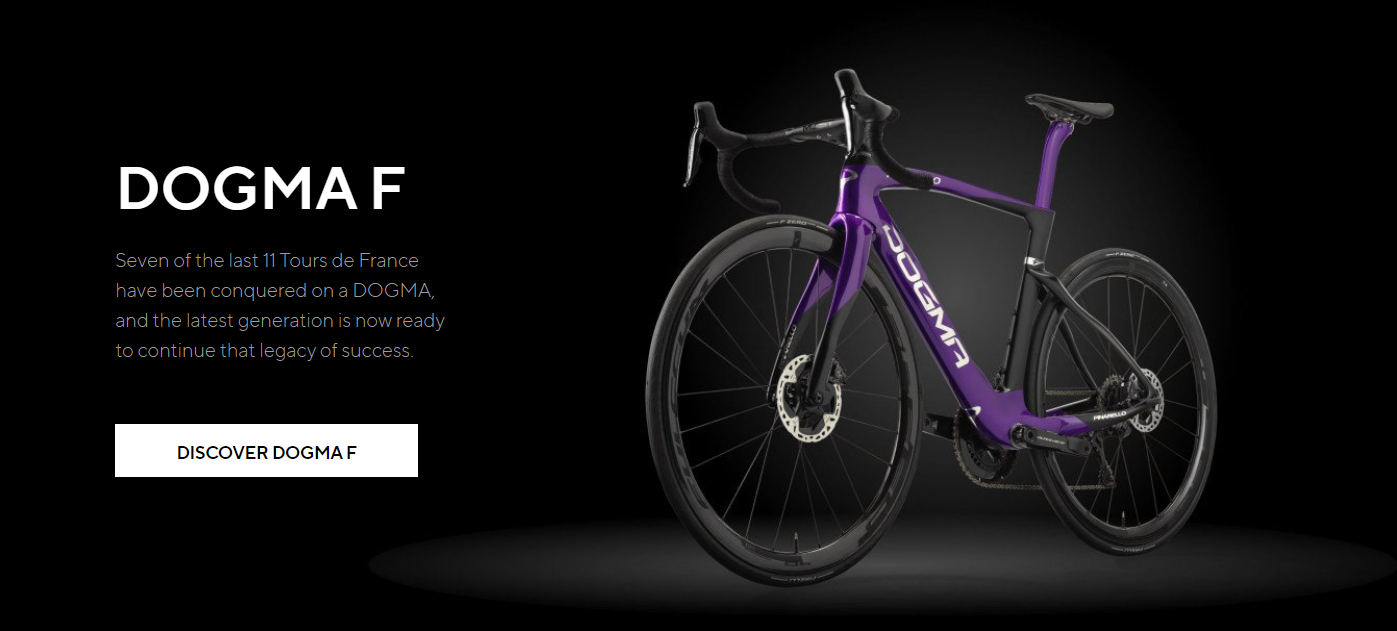 DOGMA F
Seven of the last 11 Tours de France
have been conquered on a DOGMA,
and the latest generation is now ready
to continue that legacy of success.
DISCOVER DOGMA F
F ZERO
DOGMA
PINARELLO